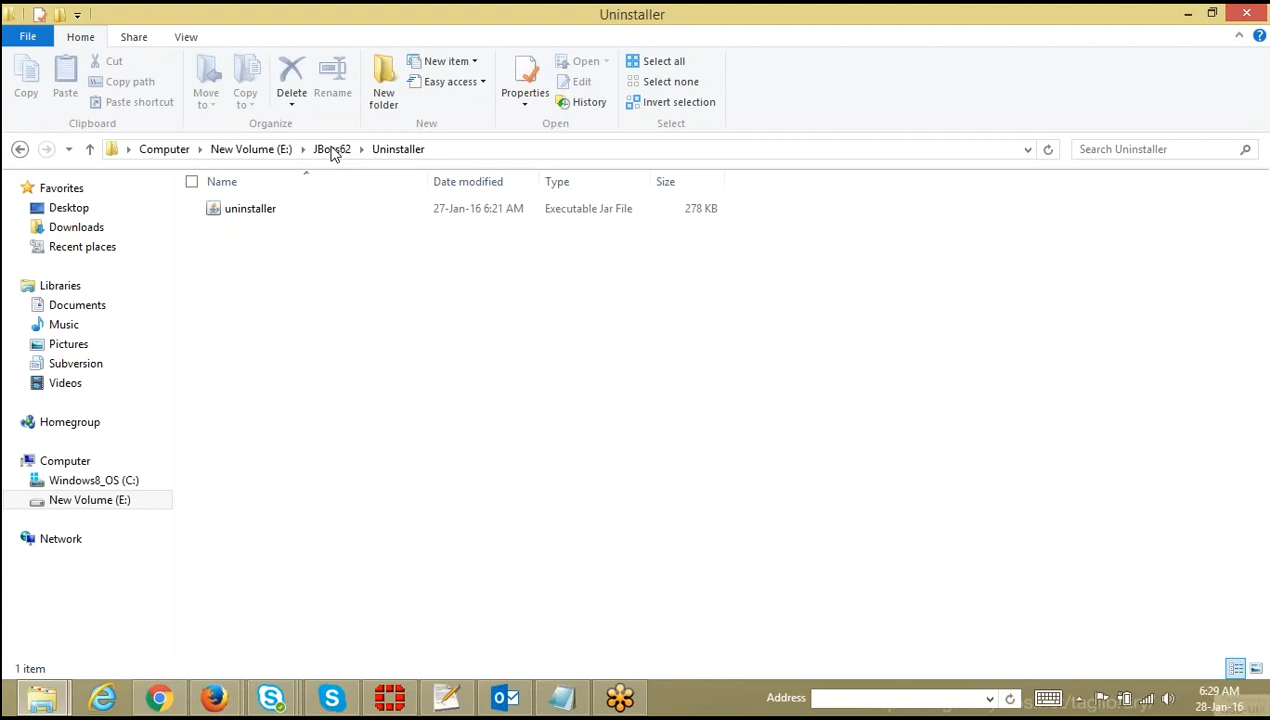 Uninstaller
File Home Share View
Copy
Paste
Cut
Copy path
Paste shortcut
Clipboard
Move to
Copy to
Delete
Rename
Organize
New folder
New item
Easy access
New
Properties
Open
Edit
History
Open
Select all
Select none
Invert selection
Select
Computer New Volume (E:) JBoss62 Uninstaller
Search Uninstaller
Name Date modified Type Size
uninstaller 27-Jan-16 6:21 AM Executable Jar File 278 KB
Favorites
Desktop
Downloads
Recent places
Libraries
Documents
Music
Pictures
Subversion
Videos
Homegroup
Computer
Windows8_OS (C:)
New Volume (E:)
Network
1 item
Address
6:29 AM
28-Jan-16